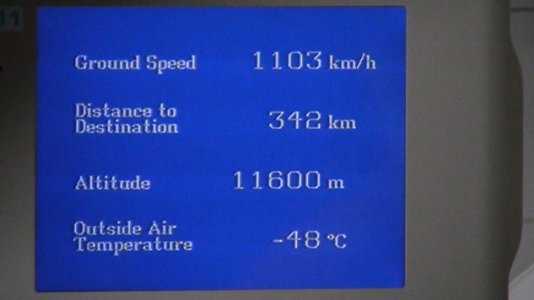 Ground Speed 1103 km/h
Distance to
Destination 342 km
Altitude 11600 m
Outside Air
Temperature -48 °C